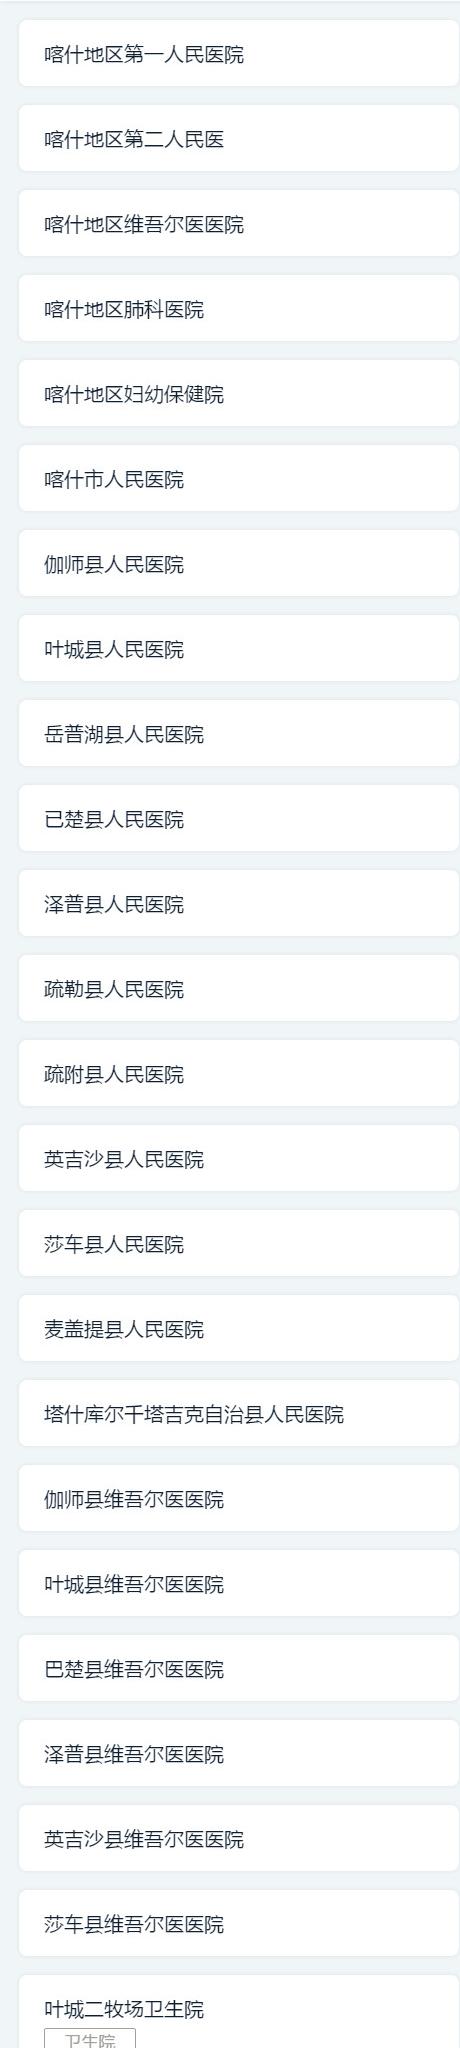 喀什地区第一人民医院
喀什地区第二人民医
喀什地区维吾尔医医院
喀什地区肺科医院
喀什地区妇幼保健院
喀什市人民医院
伽师县人民医院
叶城县人民医院
岳普湖县人民医院
已楚县人民医院
泽普县人民医院
疏勒县人民医院
疏附县人民医院
英吉沙县人民医院
莎车县人民医院
麦盖提县人民医院
塔什库尔千塔吉克自治县人民医院
伽师县维吾尔医医院
叶城县维吾尔医医院
巴楚县维吾尔医医院
泽普县维吾尔医医院
英吉沙县维吾尔医医院
莎车县维吾尔医医院
叶城二牧场卫生院
卫生院